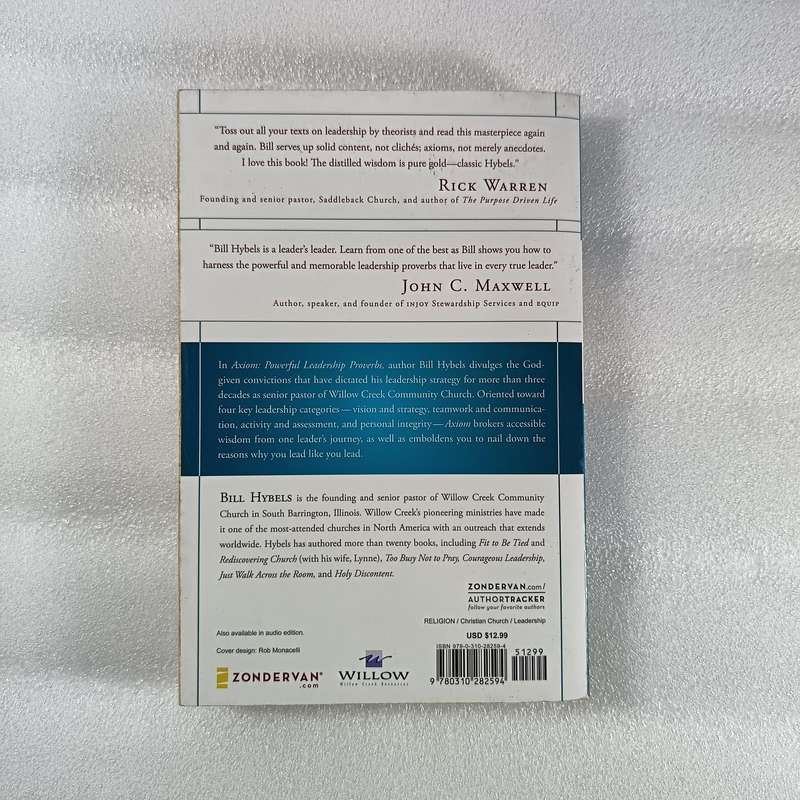 “Toss out all your texts on leadership by theorists and read this masterpiece again
and again. Bill serves up solid content, not clichés; axioms, not merely anecdotes.
I love this book! The distilled wisdom is pure gold—classic Hybels.”
RICK WARREN
Founding and senior pastor, Saddleback Church, and author of The Purpose Driven Life
“Bill Hybels is a leader’s leader. Learn from one of the best as Bill shows you how to
harness the powerful and memorable leadership proverbs that live in every true leader.”
JOHN C. MAXWELL
Author, speaker, and founder of INJOY Stewardship Services and EQUIP
In Axiom: Powerful Leadership Proverbs, author Bill Hybels divulges the God-
given convictions that have dictated his leadership strategy for more than three
decades as senior pastor of Willow Creek Community Church. Oriented toward
four key leadership categories—vision and strategy, teamwork and communica-
tion, activity and assessment, and personal integrity—Axiom brokers accessible
wisdom from one leader’s journey, as well as emboldens you to nail down the
reasons why you lead like you lead.
BILL HYBELS is the founding and senior pastor of Willow Creek Community
Church in South Barrington, Illinois. Willow Creek’s pioneering ministries have made
it one of the most-attended churches in North America with an outreach that extends
worldwide. Hybels has authored more than twenty books, including Fit to Be Tied and
Rediscovering Church (with his wife, Lynne), Too Busy Not to Pray, Courageous Leadership,
Just Walk Across the Room, and Holy Discontent.
ZONDERVAN.com/
AUTHORTRACKER
follow your favorite authors
RELIGION / Christian Church / Leadership
Also available in audio edition.
USD $12.99
Cover design: Rob Monacelli
ISBN 978-0-310-28259-4
51299
9 780310 282594
ZONDERVAN®
.com
WILLOW
Willow Creek Resources